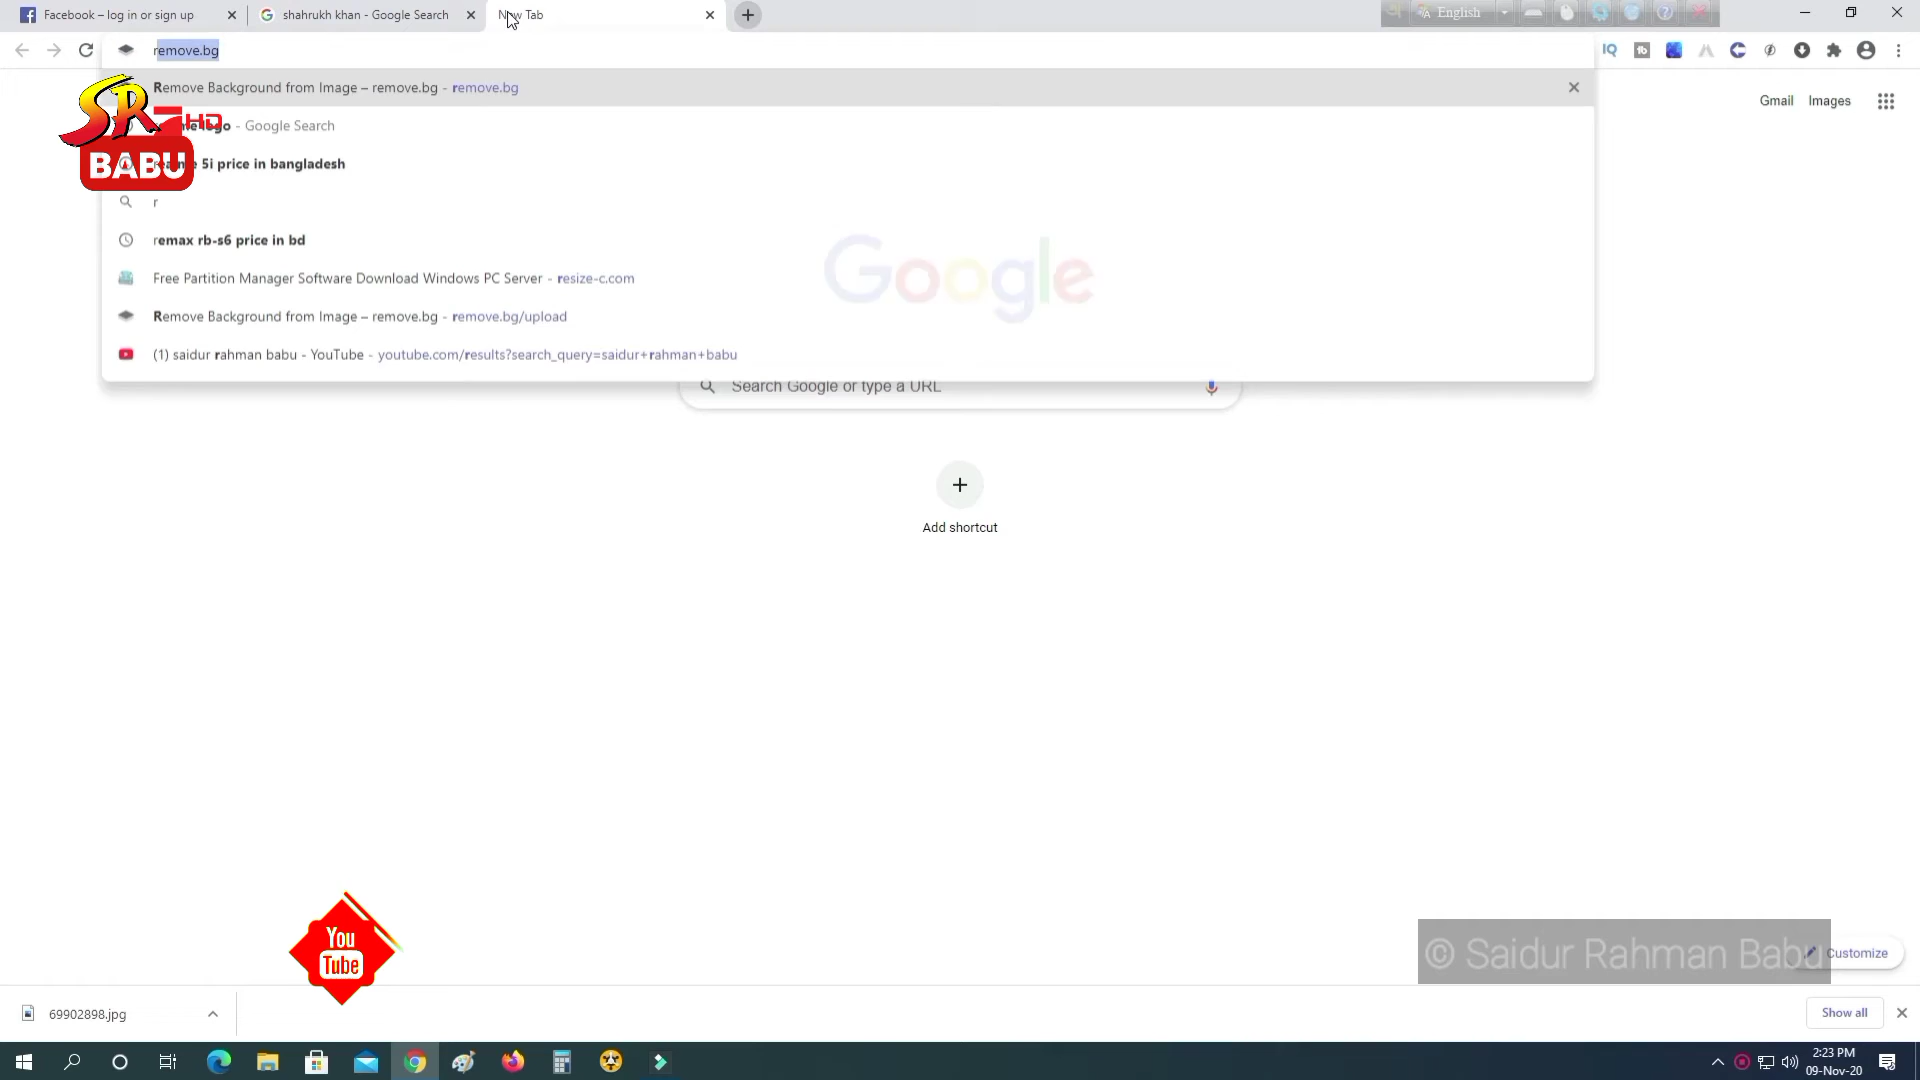 Facebook – log in or sign up
shahrukh khan - Google Search
New Tab
English
remove.bg
Remove Background from Image – remove.bg - remove.bg
logo - Google Search
5i price in bangladesh
r
remax rb-s6 price in bd
Free Partition Manager Software Download Windows PC Server - resize-c.com
Remove Background from Image – remove.bg - remove.bg/upload
(1) saidur rahman babu - YouTube - youtube.com/results?search_query=saidur+rahman+babu
SR HD
BABU
Gmail Images
IQ
tb
Google
Search Google or type a URL
Add shortcut
You
Tube
© Saidur Rahman Babu
Customize
69902898.jpg
Show all
2:23 PM
09-Nov-20